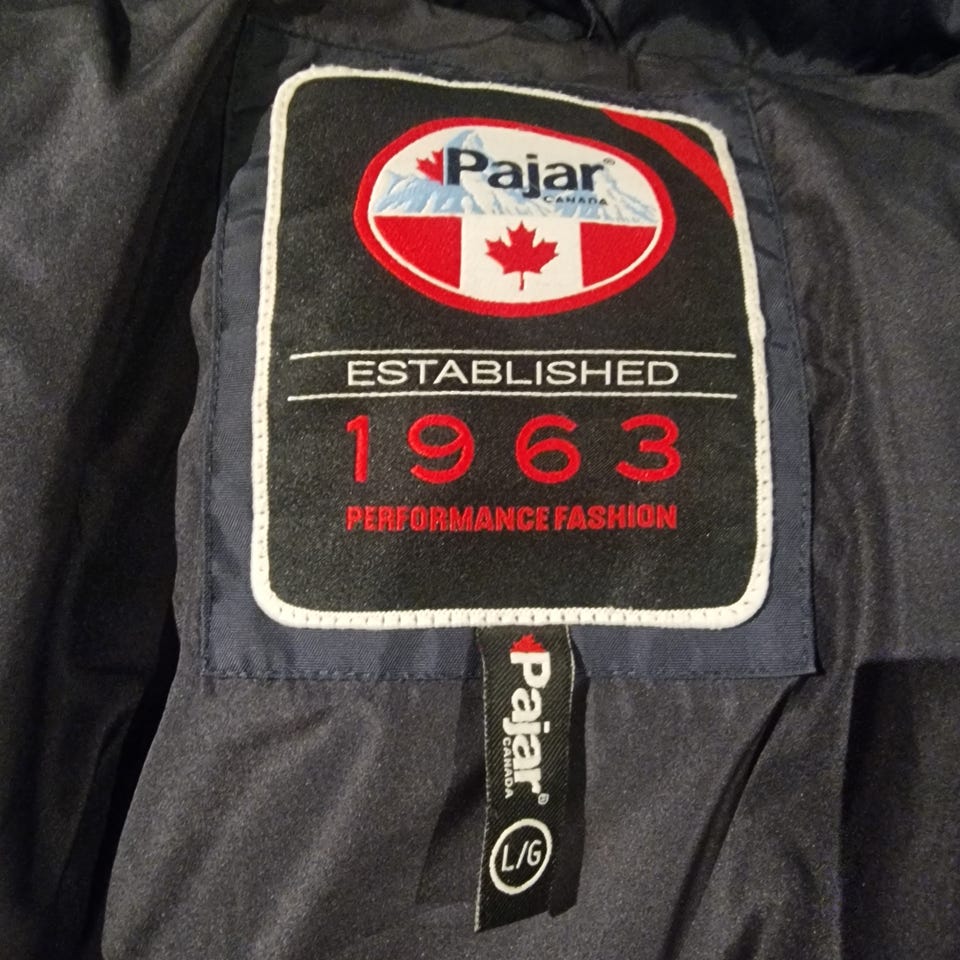 Pajar®
CANADA
ESTABLISHED
1963
PERFORMANCE FASHION
Pajar®
CANADA
L/G